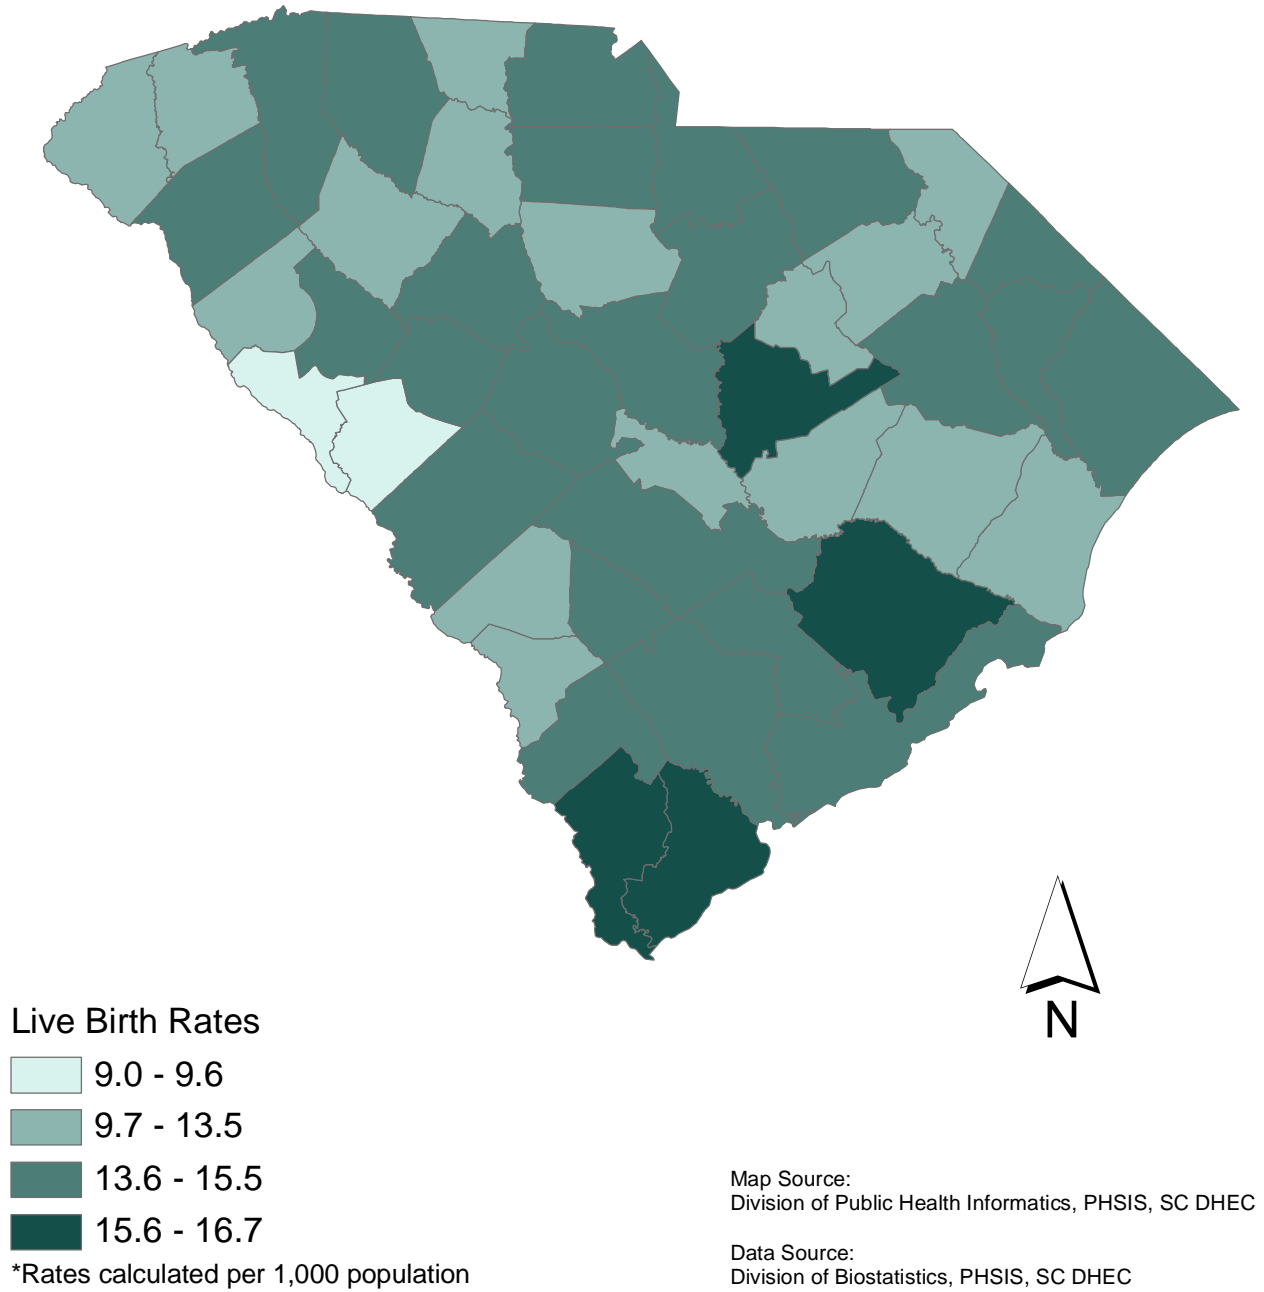 N
Live Birth Rates
9.0 - 9.6
9.7 - 13.5
13.6 - 15.5
15.6 - 16.7
*Rates calculated per 1,000 population
Map Source:
Division of Public Health Informatics, PHSIS, SC DHEC
Data Source:
Division of Biostatistics, PHSIS, SC DHEC